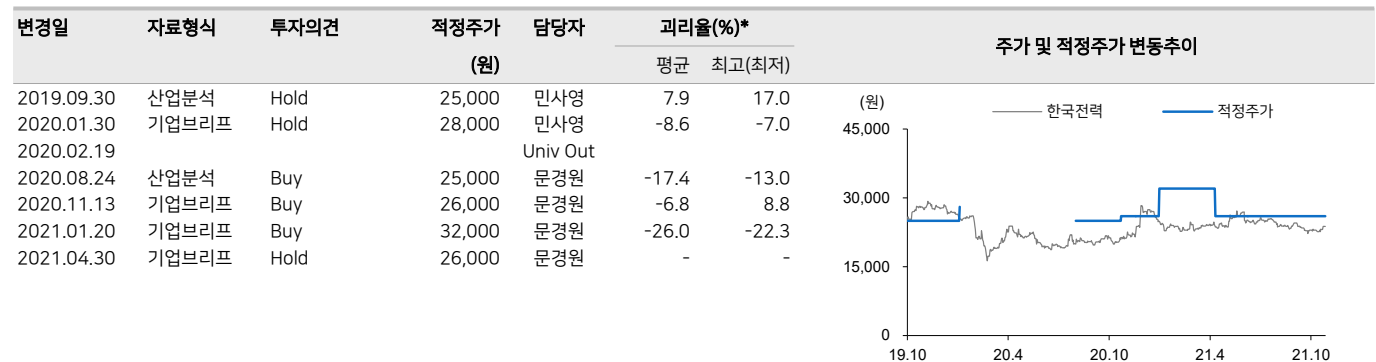 변경일 자료형식 투자의견 적정주가 담당자 괴리율(%)* 주가 및 적정주가 변동추이
(원) 평균 최고(최저)
2019.09.30 산업분석 Hold 25,000 민사영 7.9 17.0
2020.01.30 기업브리프 Hold 28,000 민사영 -8.6 -7.0
2020.02.19 Univ Out
2020.08.24 산업분석 Buy 25,000 문경원 -17.4 -13.0
2020.11.13 기업브리프 Buy 26,000 문경원 -6.8 8.8
2021.01.20 기업브리프 Buy 32,000 문경원 -26.0 -22.3
2021.04.30 기업브리프 Hold 26,000 문경원 - -
(원) 한국전력 적정주가
45,000
30,000
15,000
0
19.10 20.4 20.10 21.4 21.10